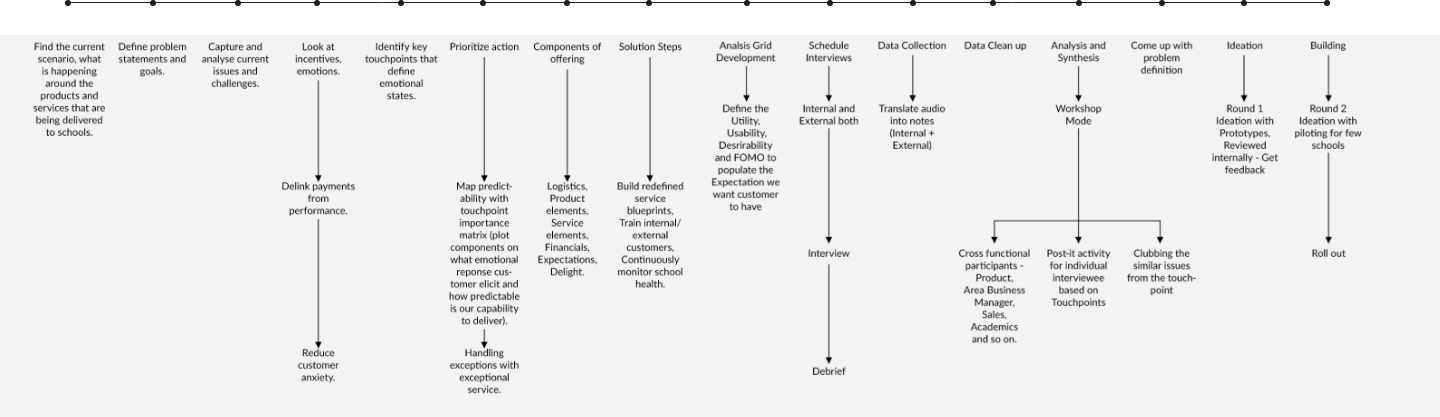 Find the current
scenario, what
is happening
around the
products and
services that are
being delivered
to schools.
Define problem
statements and
goals.
Capture and
analyse current
issues and
challenges.
Look at
incentives,
emotions.
Delink payments
from
performance.
Reduce
customer
anxiety.
Identify key
touchpoints that
define
emotional
states.
Prioritize action
Map predict-
ability with
touchpoint
importance
matrix (plot
components on
what emotional
reponse cus-
tomer elicit and
how predictable
is our capability
to deliver).
Handling
exceptions with
exceptional
service.
Components of
offering
Logistics,
Product
elements,
Service
elements,
Financials,
Expectations,
Delight.
Solution Steps
Build redefined
service
blueprints,
Train internal/
external
customers,
Continuously
monitor school
health.
Analsis Grid
Development
Define the
Utility,
Usability,
Desrirability
and FOMO to
populate the
Expectation we
want customer
to have
Schedule
Interviews
Internal and
External both
Interview
Debrief
Data Collection
Translate audio
into notes
(Internal +
External)
Data Clean up
Analysis and
Synthesis
Workshop
Mode
Cross functional
participants -
Product,
Area Business
Manager,
Sales,
Academics
and so on.
Post-it activity
for individual
interviewee
based on
Touchpoints
Clubbing the
similar issues
from the touch-
point
Come up with
problem
definition
Ideation
Round 1
Ideation with
Prototypes,
Reviewed
internally - Get
feedback
Building
Round 2
Ideation with
piloting for few
schools
Roll out